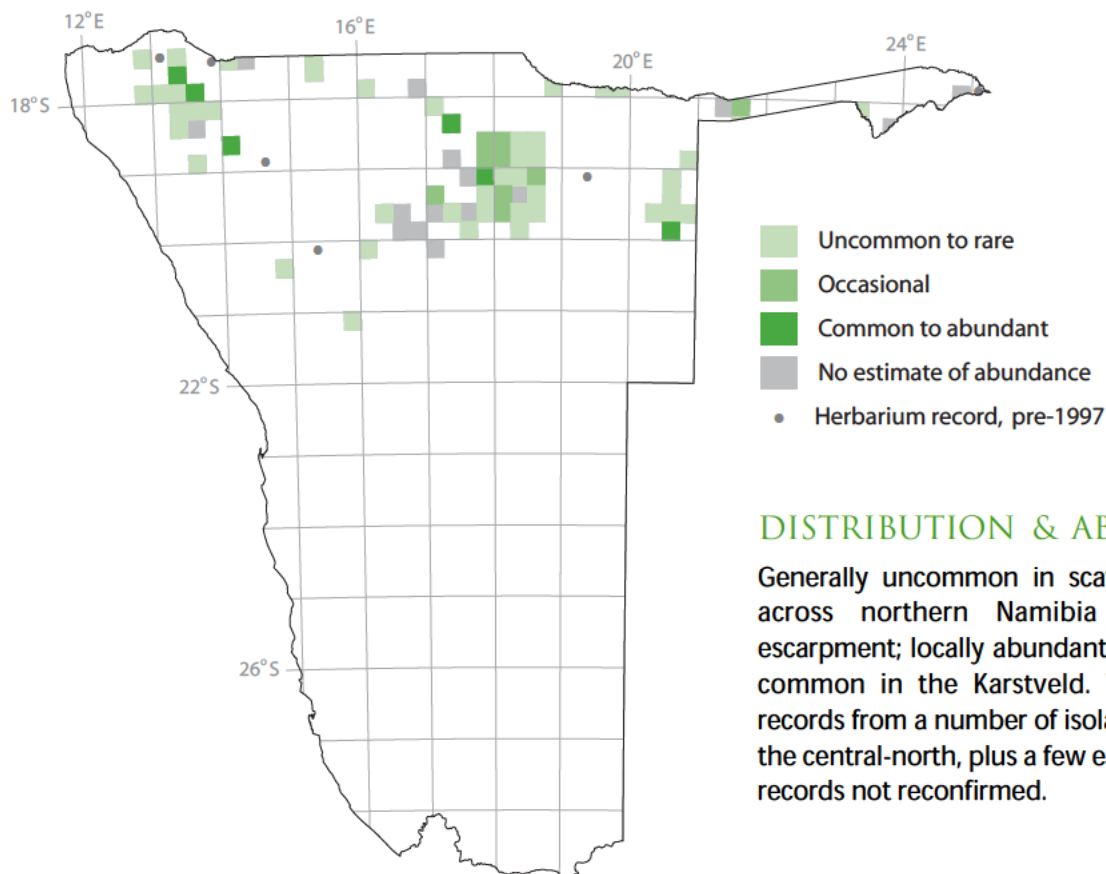 12°E
16°E
20°E
24°E
18°S
22°S
26°S
Uncommon to rare
Occasional
Common to abundant
No estimate of abundance
Herbarium record, pre-1997
DISTRIBUTION & AB
Generally uncommon in scat
across northern Namibia
escarpment; locally abundant
common in the Karstveld.
records from a number of isola
the central-north, plus a few e
records not reconfirmed.